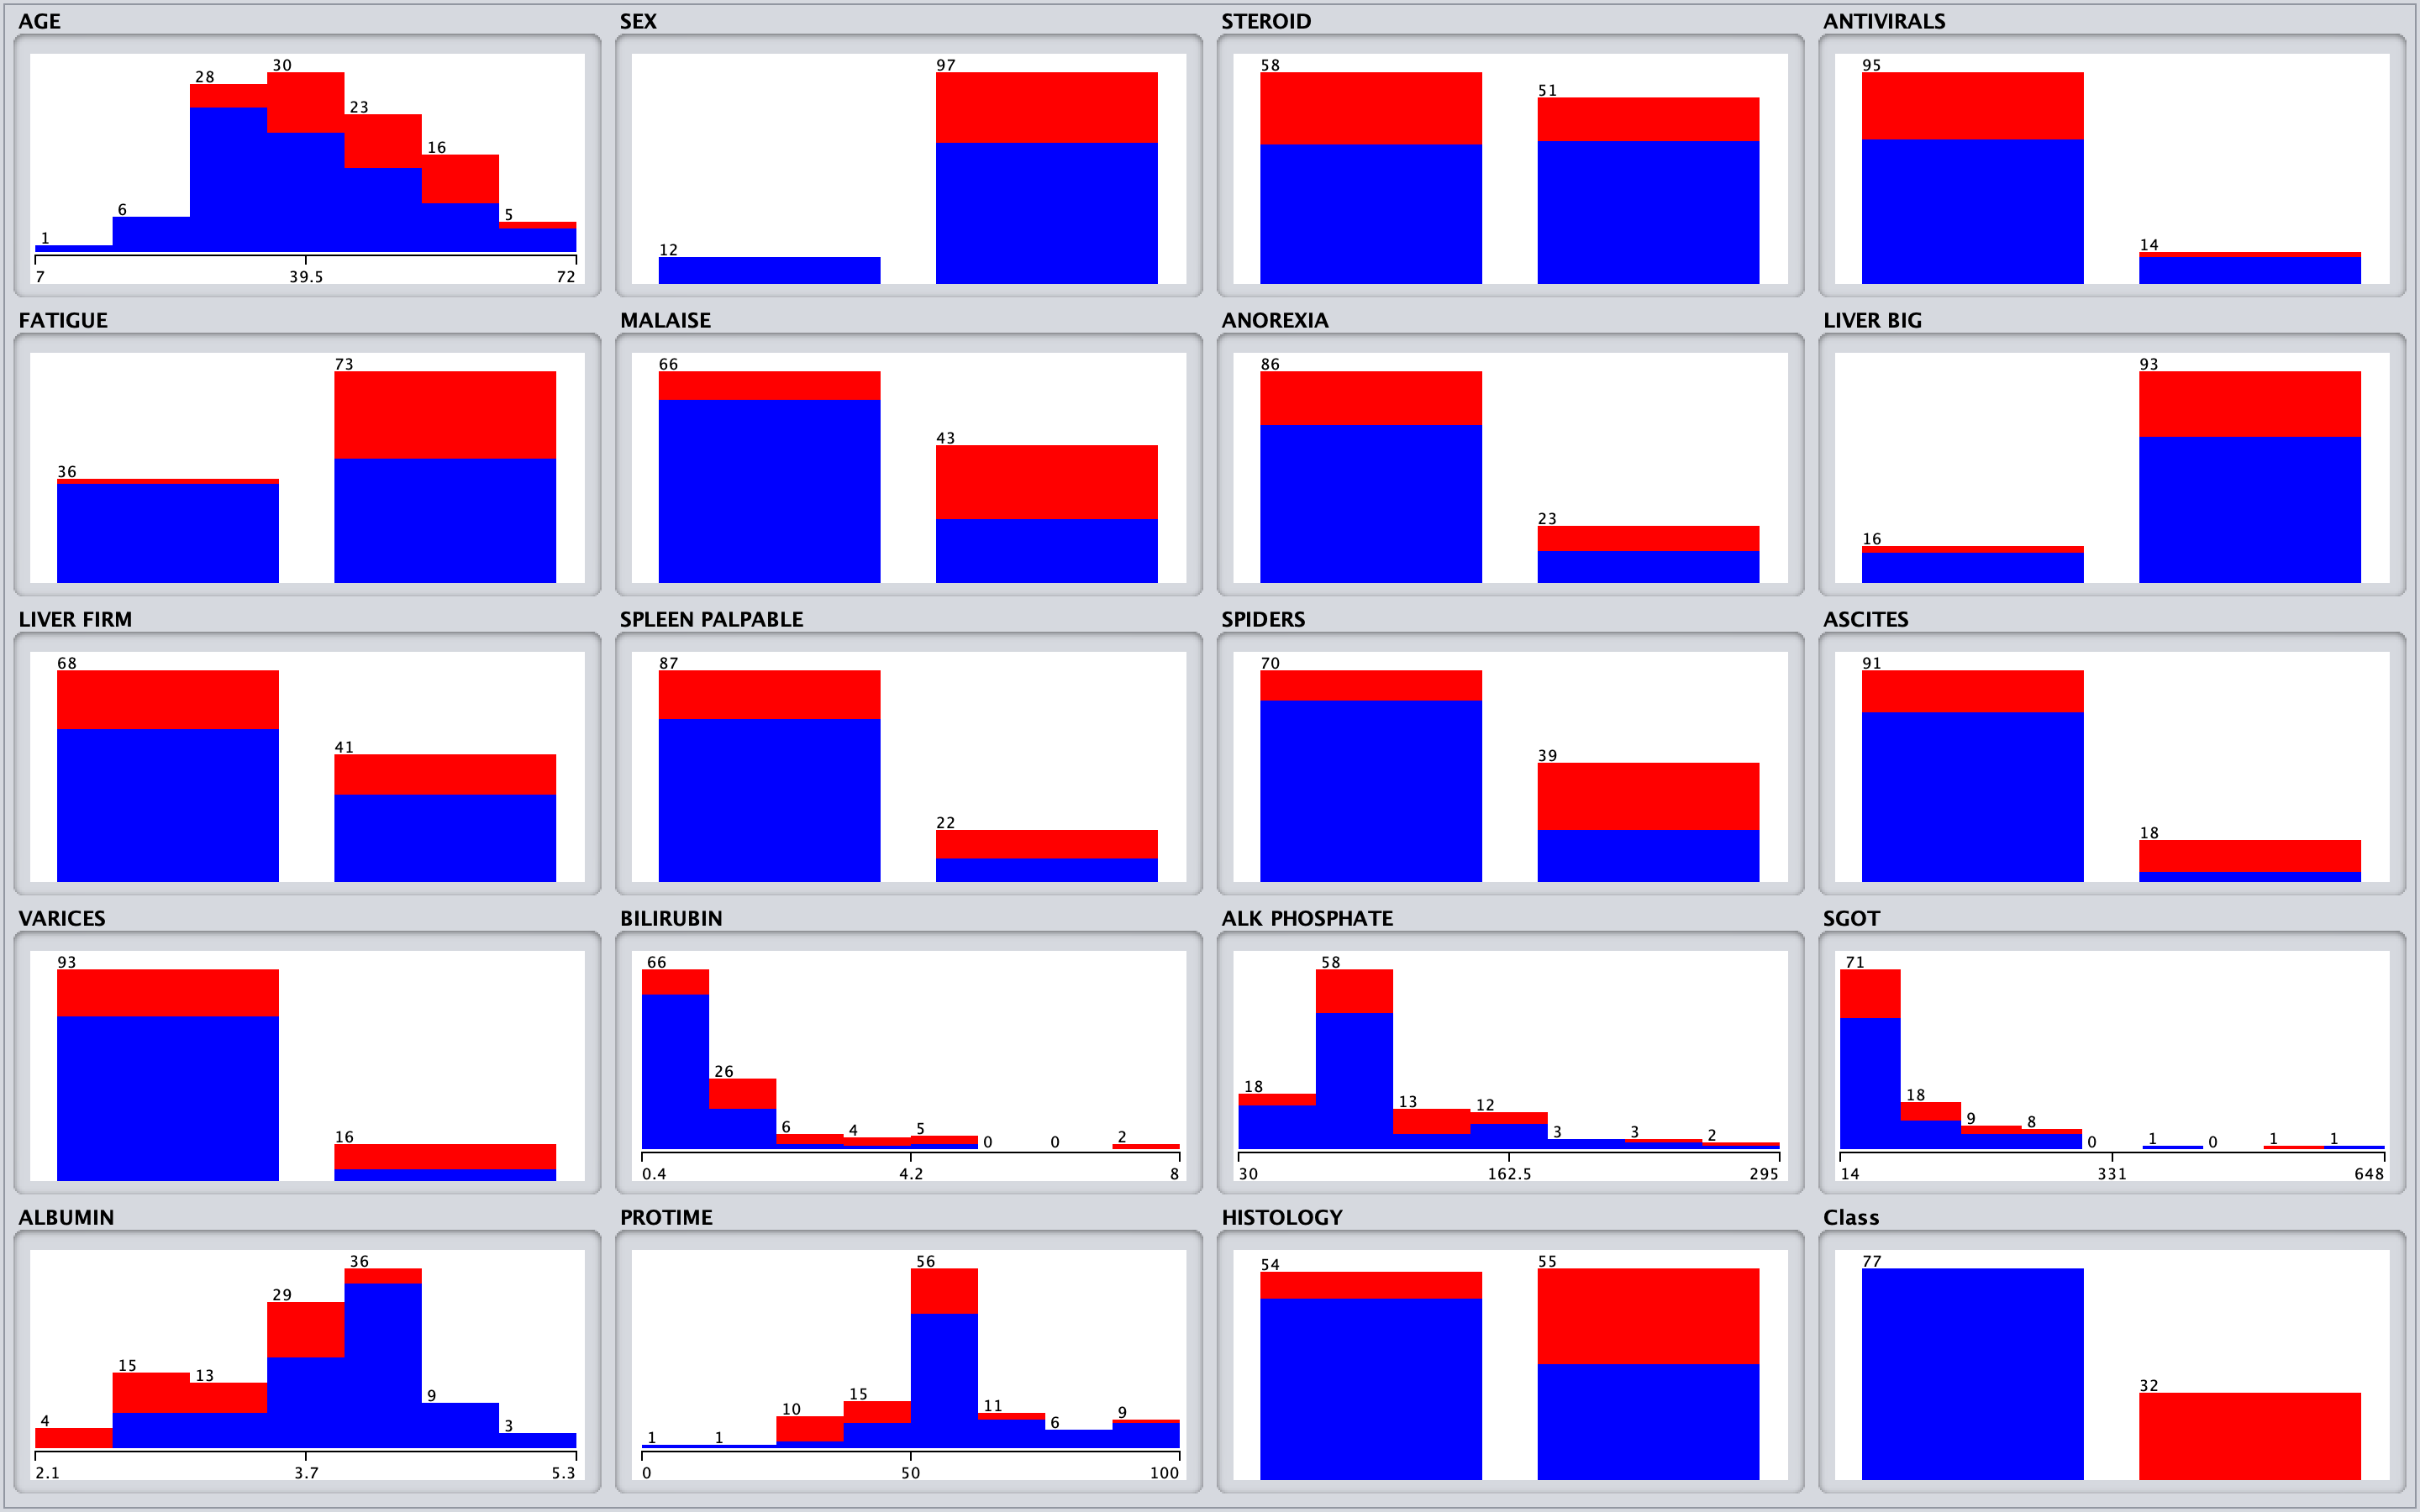 AGE
SEX
STEROID
ANTIVIRALS
1
6
28
30
23
16
5
7 39.5 72
12
97
58
51
95
14
FATIGUE
MALAISE
ANOREXIA
LIVER BIG
36
73
66
43
86
23
16
93
LIVER FIRM
SPLEEN PALPABLE
SPIDERS
ASCITES
68
41
87
22
70
39
91
18
VARICES
BILIRUBIN
ALK PHOSPHATE
SGOT
93
16
66
26
6
4
5
0
0
2
0.4 4.2 8
18
58
13
12
3
3
2
30 162.5 295
71
18
9
8
0
1
0
1
1
14 331 648
ALBUMIN
PROTIME
HISTOLOGY
Class
4
15
13
29
36
9
3
2.1 3.7 5.3
1
1
10
15
56
11
6
9
0 50 100
54
55
77
32